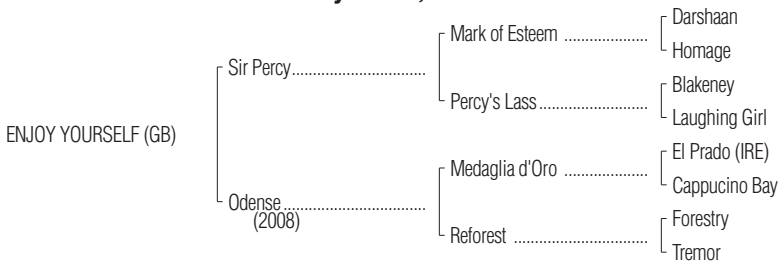 Darshaan
Mark of Esteem ..................
Homage
Sir Percy..............................
Blakeney
Percy's Lass........................
Laughing Girl
ENJOY YOURSELF (GB)
El Prado (IRE)
Medaglia d'Oro ..................
Cappucino Bay
Odense................................
(2008)
Forestry
Reforest .............................
Tremor